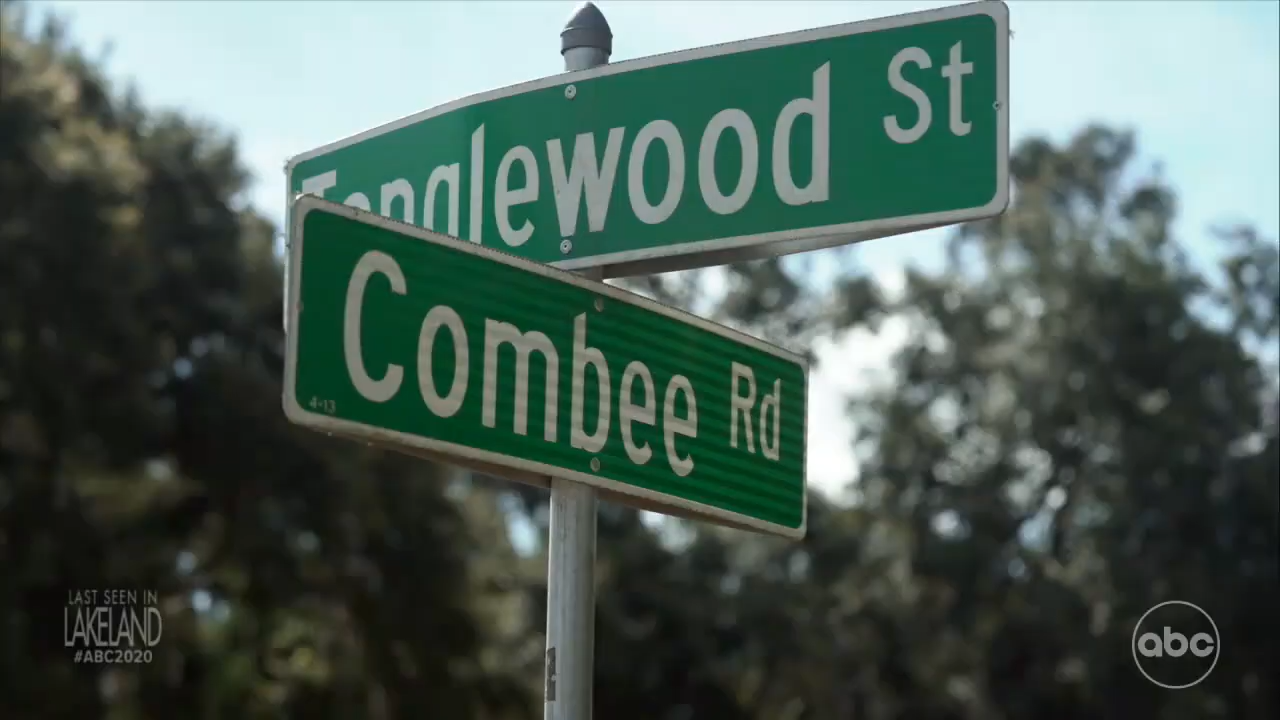 Tanglewood St
Combee Rd
4-13
LAST SEEN IN
LAKELAND
#ABC2020
abc